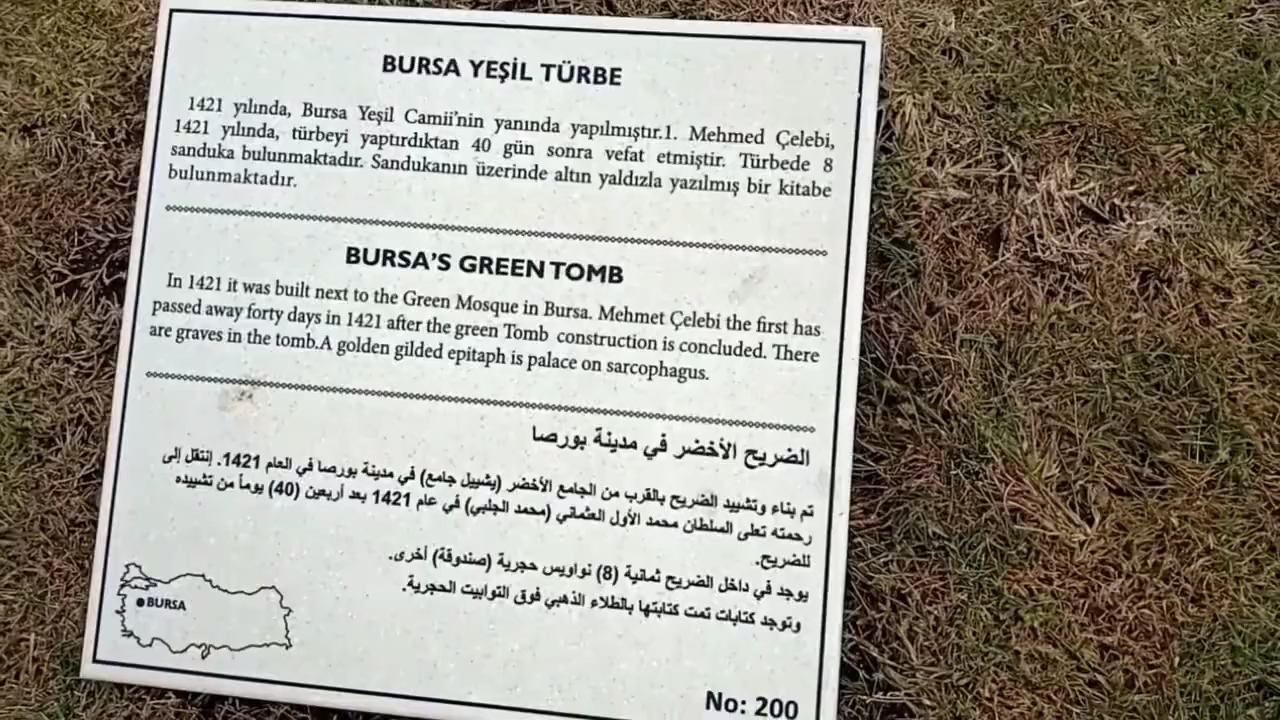 BURSA YEŞİL TÜRBE
1421 yılında, Bursa Yeşil Camii'nin yanında yapılmıştır.1. Mehmed Çelebi,
1421 yılında, türbeyi yaptırdıktan 40 gün sonra vefat etmiştir. Türbede 8
sanduka bulunmaktadır. Sandukanın üzerinde altın yaldızla yazılmış bir kitabe
bulunmaktadır.
BURSA'S GREEN TOMB
In 1421 it was built next to the Green Mosque in Bursa. Mehmet Çelebi the first has
passed away forty days in 1421 after the green Tomb construction is concluded. There
are graves in the tomb.A golden gilded epitaph is palace on sarcophagus.
الضريح الأخضر في مدينة بورصا
تم بناء وتشييد الضريح بالقرب من الجامع الأخضر (يشييل جامع) في مدينة بورصا في العام 1421. إنتقل إلى
رحمته تعلى السلطان محمد الأول العثماني (محمد الجلبي) في عام 1421 بعد أربعين (40) يوماً من تشييده
للضريح.
يوجد في داخل الضريح ثمانية (8) نواويس حجرية (صندوقة) أخرى.
وتوجد كتابات تمت كتابتها بالطلاء الذهبي فوق التوابيت الحجرية.
BURSA
No: 200